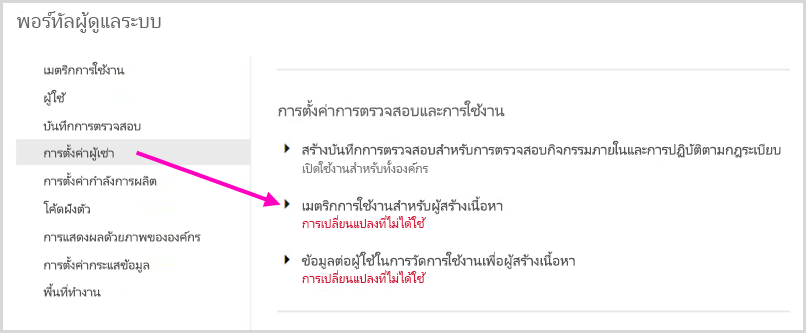 พอร์ทัลผู้ดูแลระบบ
เมตริกการใช้งาน
ผู้ใช้
บันทึกการตรวจสอบ
การตั้งค่าผู้เช่า
การตั้งค่ากำลังการผลิต
โค้ดฝังตัว
การแสดงผลด้วยภาพขององค์กร
การตั้งค่ากระแสข้อมูล
พื้นที่ทำงาน
การตั้งค่าการตรวจสอบและการใช้งาน
สร้างบันทึกการตรวจสอบสำหรับการตรวจสอบกิจกรรมภายในและการปฏิบัติตามกฎระเบียบ
เปิดใช้งานสำหรับทั้งองค์กร
เมตริกการใช้งานสำหรับผู้สร้างเนื้อหา
การเปลี่ยนแปลงที่ไม่ได้ใช้
ข้อมูลต่อผู้ใช้ในการวัดการใช้งานเพื่อผู้สร้างเนื้อหา
การเปลี่ยนแปลงที่ไม่ได้ใช้